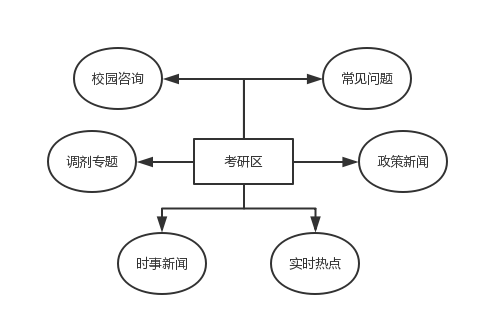 校园咨询
常见问题
调剂专题
考研区
政策新闻
时事新闻
实时热点